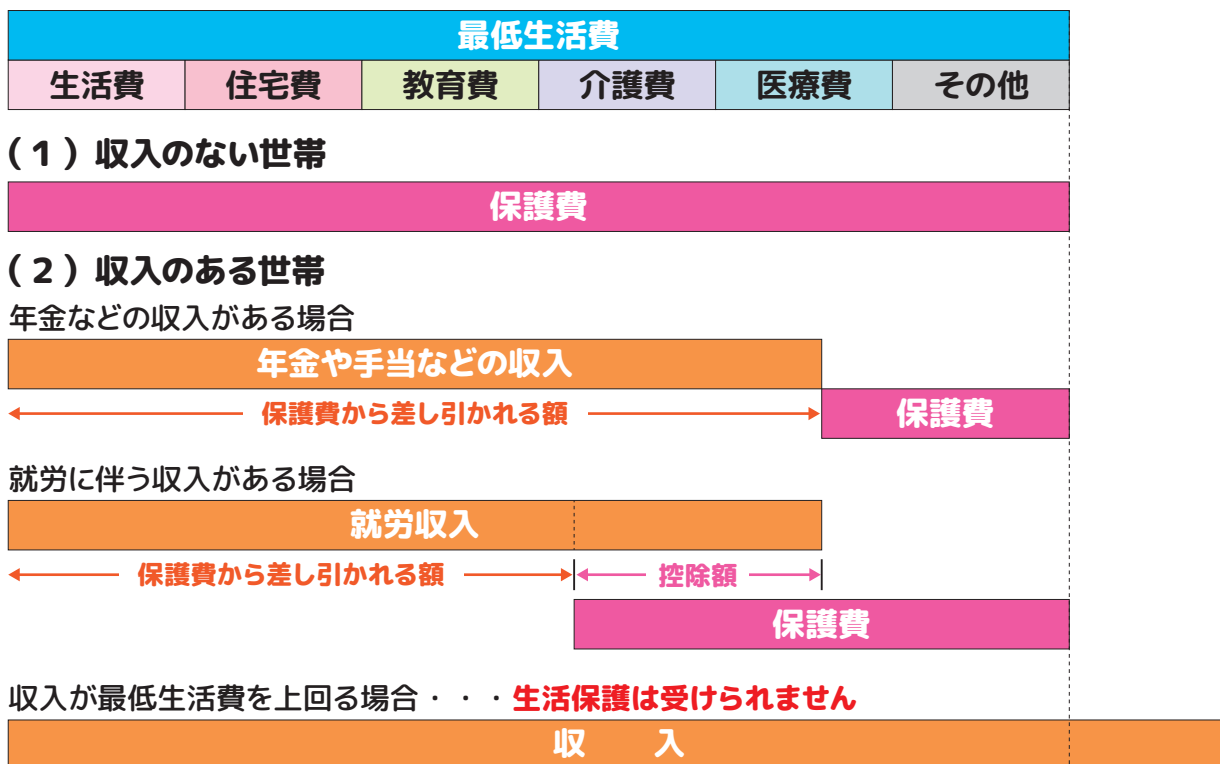 最低生活費
生活費 住宅費 教育費 介護費 医療費 その他
(1)収入のない世帯
保護費
(2)収入のある世帯
年金などの収入がある場合
年金や手当などの収入
保護費から差し引かれる額 保護費
就労に伴う収入がある場合
就労収入
保護費から差し引かれる額 控除額
保護費
収入が最低生活費を上回る場合・・・生活保護は受けられません
収 入